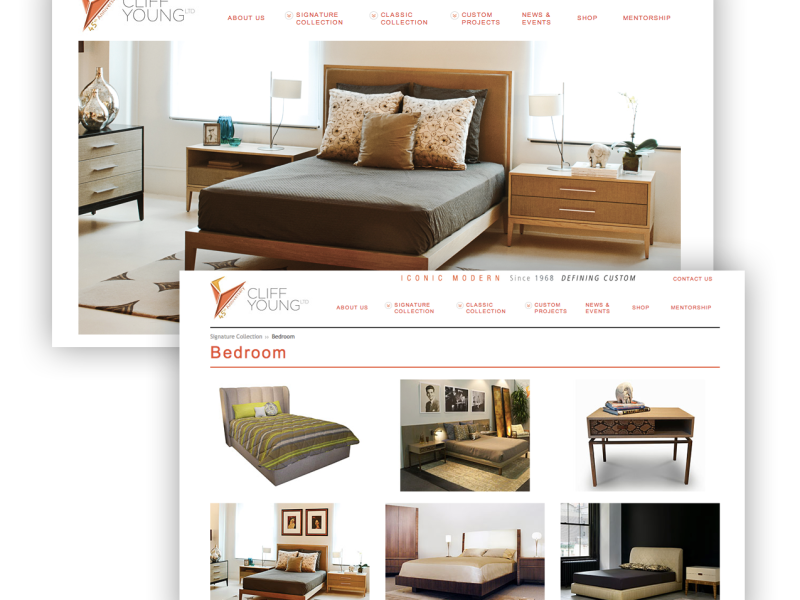 CLIFF
YOUNG LTD
ABOUT US
SIGNATURE
COLLECTION
CLASSIC
COLLECTION
CUSTOM
PROJECTS
NEWS &
EVENTS
SHOP
MENTORSHIP
ICONIC MODERN Since 1968 DEFINING CUSTOM
CONTACT US
CLIFF
YOUNG LTD
ABOUT US
SIGNATURE
COLLECTION
CLASSIC
COLLECTION
CUSTOM
PROJECTS
NEWS &
EVENTS
SHOP
MENTORSHIP
Signature Collection >> Bedroom
Bedroom